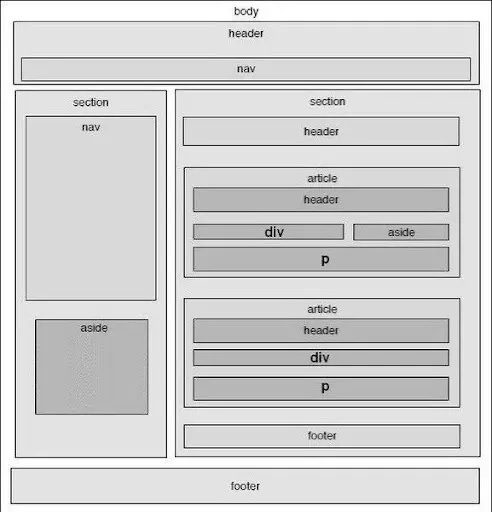 body
header
nav
section
nav
aside
section
header
article
header
div
aside
p
article
header
div
p
footer
footer